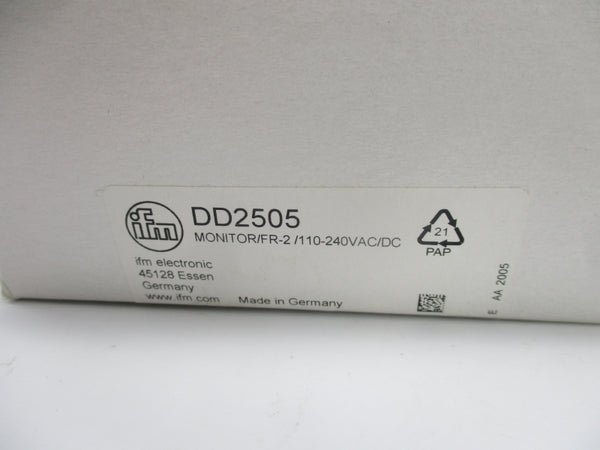 ifm
DD2505
MONITOR/FR-2 /110-240VAC/DC
21
PAP
ifm electronic
45128 Essen
Germany
www.ifm.com Made in Germany
E AA 2005